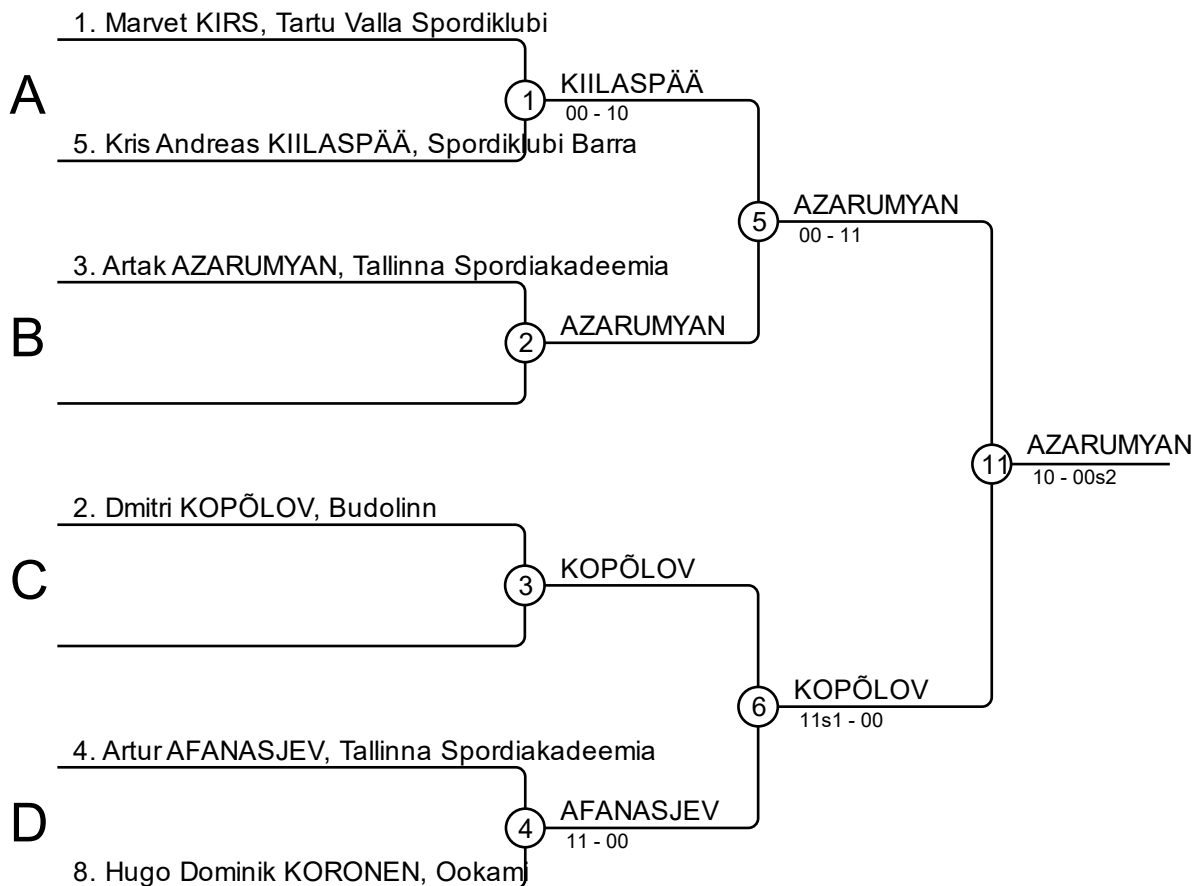 1. Marvet KIRS, Tartu Valla Spordiklubi
A
1
KIILASPÄÄ
00 - 10
5. Kris Andreas KIILASPÄÄ, Spordiklubi Barra
5
AZARUMYAN
00 - 11
3. Artak AZARUMYAN, Tallinna Spordiakadeemia
B
2
AZARUMYAN
11
AZARUMYAN
10 - 00s2
2. Dmitri KOPÕLOV, Budolinn
C
3
KOPÕLOV
6
KOPÕLOV
11s1 - 00
4. Artur AFANASJEV, Tallinna Spordiakadeemia
D
4
AFANASJEV
11 - 00
8. Hugo Dominik KORONEN, Ookami